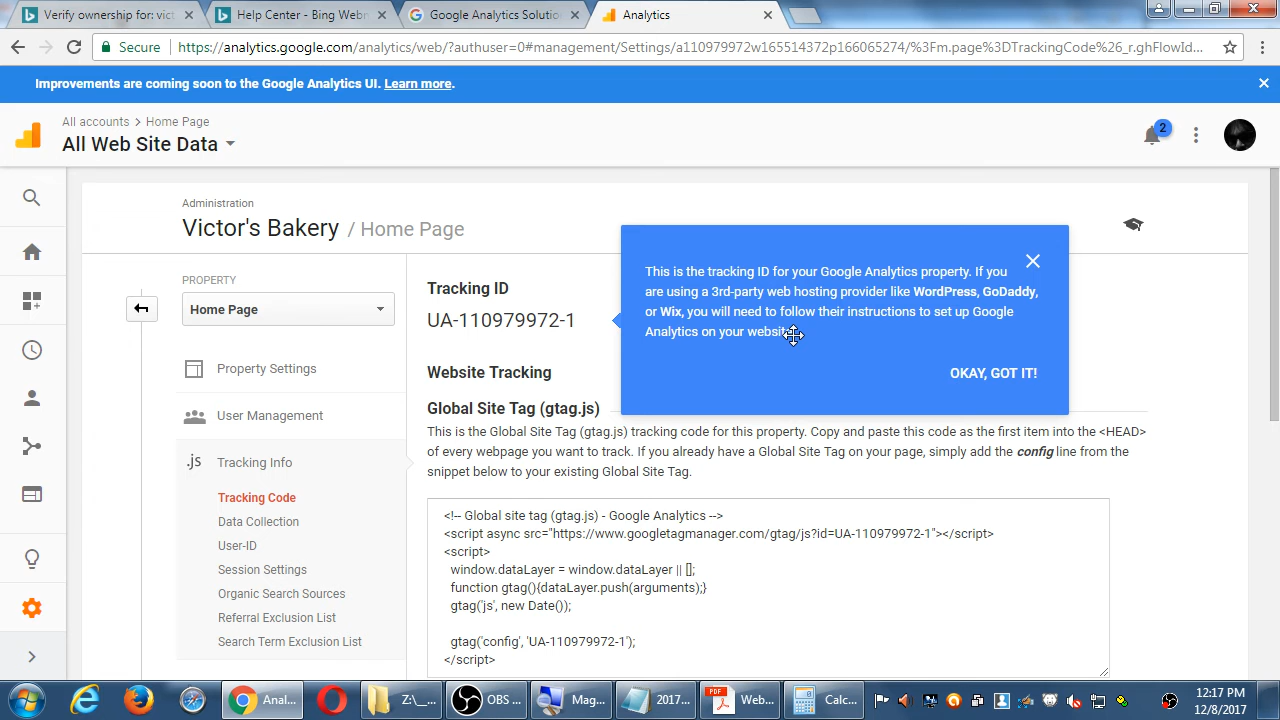 Verify ownership for: vict
Help Center - Bing Webm
Google Analytics Soluti
Analytics
Secure
https://analytics.google.com/analytics/web/?authuser=0#management/Settings/a110979972w165514372p166065274/%3Fm.page%3DTrackingCode%26_r.ghFlowId...
Improvements are coming soon to the Google Analytics UI. Learn more.
All accounts > Home Page
All Web Site Data
2
Administration
Victor's Bakery / Home Page
PROPERTY
Home Page
Property Settings
User Management
.js Tracking Info
Tracking Code
Data Collection
User-ID
Session Settings
Organic Search Sources
Referral Exclusion List
Search Term Exclusion List
Tracking ID
UA-110979972-1
This is the tracking ID for your Google Analytics property. If you
are using a 3rd-party web hosting provider like WordPress, GoDaddy,
or Wix, you will need to follow their instructions to set up Google
Analytics on your websit
OKAY, GOT IT!
Website Tracking
Global Site Tag (gtag.js)
This is the Global Site Tag (gtag.js) tracking code for this property. Copy and paste this code as the first item into the <HEAD>
of every webpage you want to track. If you already have a Global Site Tag on your page, simply add the config line from the
snippet below to your existing Global Site Tag.
<!-- Global site tag (gtag.js) - Google Analytics -->
<script async src="https://www.googletagmanager.com/gtag/js?id=UA-110979972-1"></script>
<script>
window.dataLayer = window.dataLayer || [];
function gtag(){dataLayer.push(arguments);}
gtag('js', new Date());
gtag('config', 'UA-110979972-1');
</script>
Anal...
Z:\__...
OBS ...
Mag...
2017...
PDF
Web...
Calc...
12:17 PM
12/8/2017